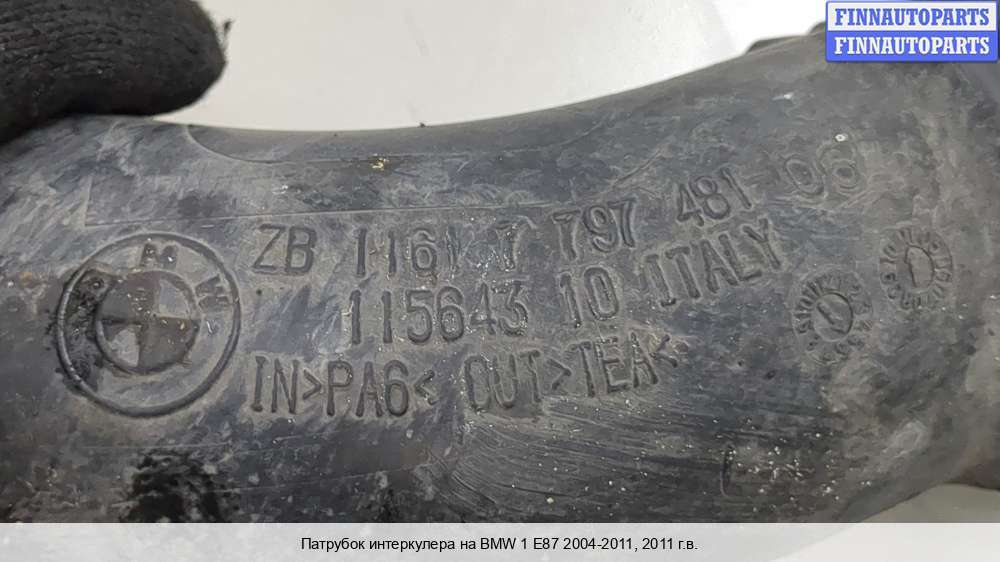 FINNAUTOPARTS
FINNAUTOPARTS
BMW
ZB 1161 7 797 481-06
115643 10 ITALY
IN>PA6< OUT>TEA<
Патрубок интеркулера на BMW 1 E87 2004-2011, 2011 г.в.